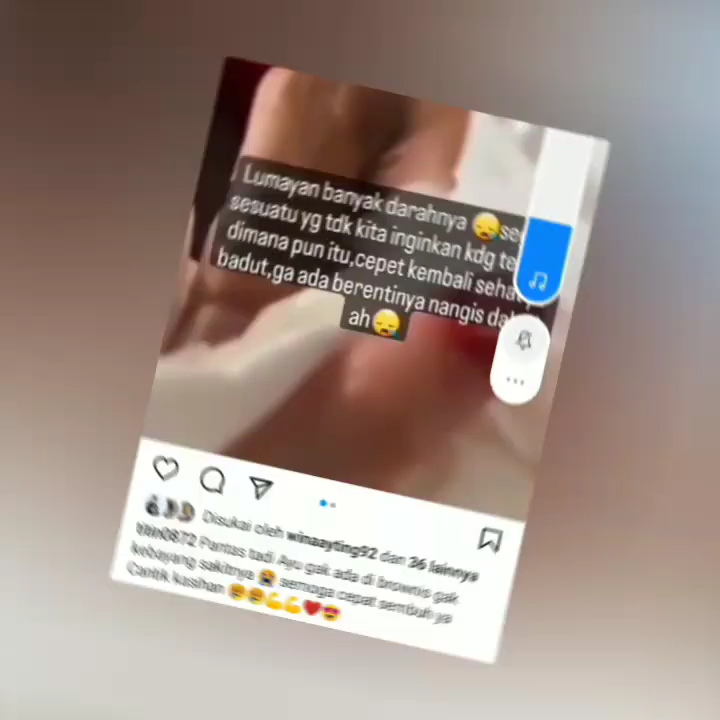 Lumayan banyak darahnya 😪se
sesuatu yg tdk kita inginkan kdg te
dimana pun itu,cepet kembali seha
badut,ga ada berentinya nangis da
ah😪
Disukai oleh winaayting92 dan 36 lainnya
Pantas tadi Ayu gak ada di brownis gak
kebayang sakitnya 😭 semoga cepat sembuh ya
Cantik kasihan 😍😍💪💪❤️😍